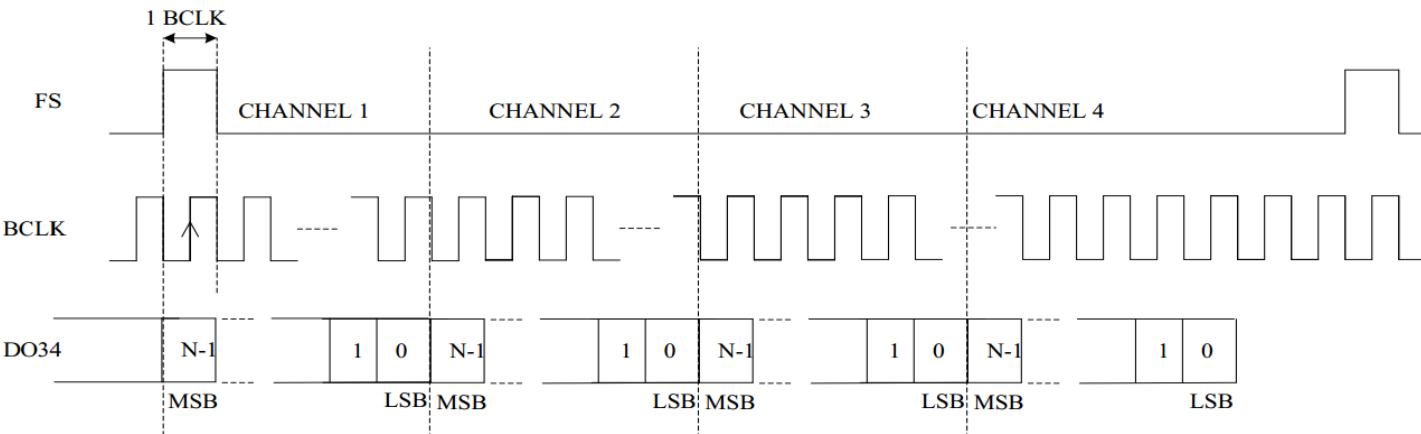 1 BCLK
FS
CHANNEL 1 CHANNEL 2 CHANNEL 3 CHANNEL 4
BCLK
DO34 N-1 1 0 N-1 1 0 N-1 1 0 N-1 1 0
MSB LSB MSB LSB MSB LSB MSB LSB